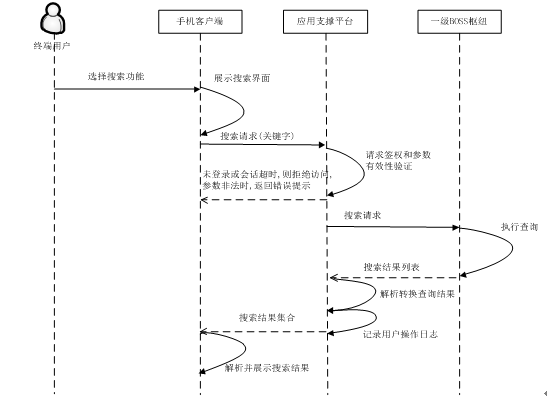 手机客户端
应用支撑平台
一级BOSS枢纽
终端用户
选择搜索功能
展示搜索界面
搜索请求(关键字)
请求鉴权和参数
有效性验证
未登录或会话超时,则拒绝访问,
参数非法时,返回错误提示
搜索请求
执行查询
搜索结果列表
解析转换查询结果
搜索结果集合
记录用户操作日志
解析并展示搜索结果